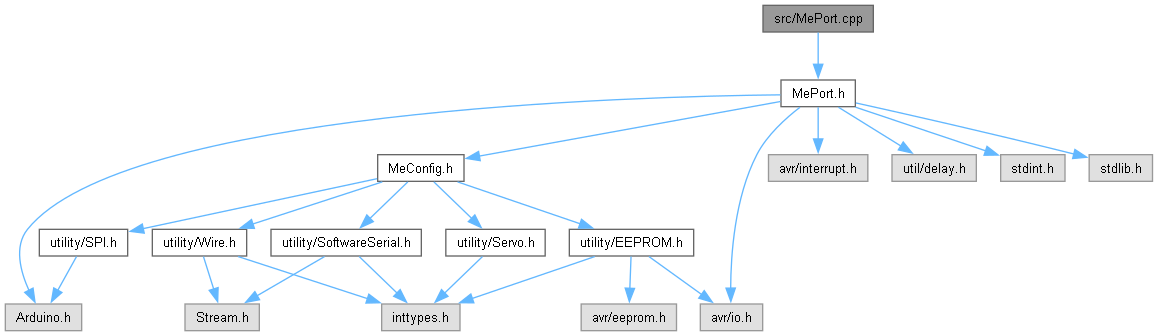 src/MePort.cpp
MePort.h
MeConfig.h
avr/interrupt.h
util/delay.h
stdint.h
stdlib.h
utility/SPI.h
utility/Wire.h
utility/SoftwareSerial.h
utility/Servo.h
utility/EEPROM.h
Arduino.h
Stream.h
inttypes.h
avr/eeprom.h
avr/io.h